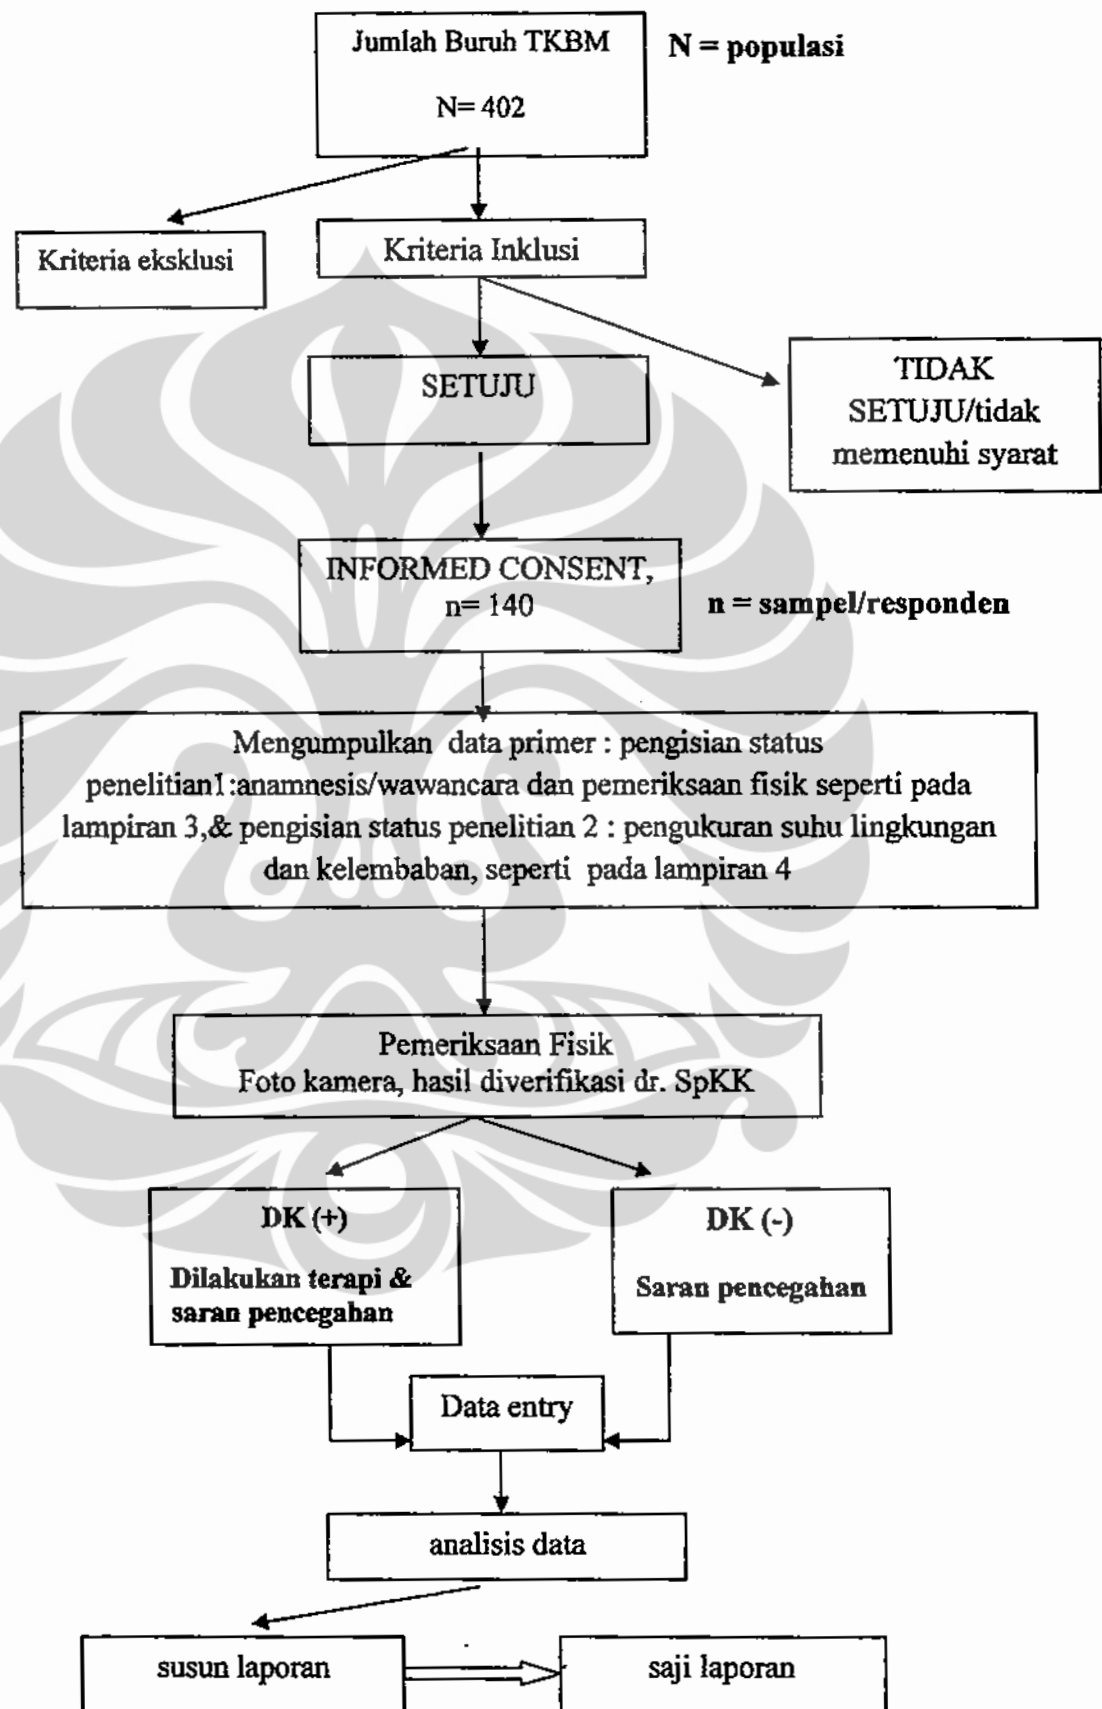 Jumlah Buruh TKBM
N = populasi
N= 402
Kriteria eksklusi
Kriteria Inklusi
SETUJU
TIDAK
SETUJU/tidak
memenuhi syarat
INFORMED CONSENT,
n= 140
n = sampel/responden
Mengumpulkan data primer : pengisian status
penelitian1:anamnesis/wawancara dan pemeriksaan fisik seperti pada
lampiran 3,& pengisian status penelitian 2 : pengukuran suhu lingkungan
dan kelembaban, seperti pada lampiran 4
Pemeriksaan Fisik
Foto kamera, hasil diverifikasi dr. SpKK
DK (+)
Dilakukan terapi &
saran pencegahan
DK (-)
Saran pencegahan
Data entry
analisis data
susun laporan
saji laporan